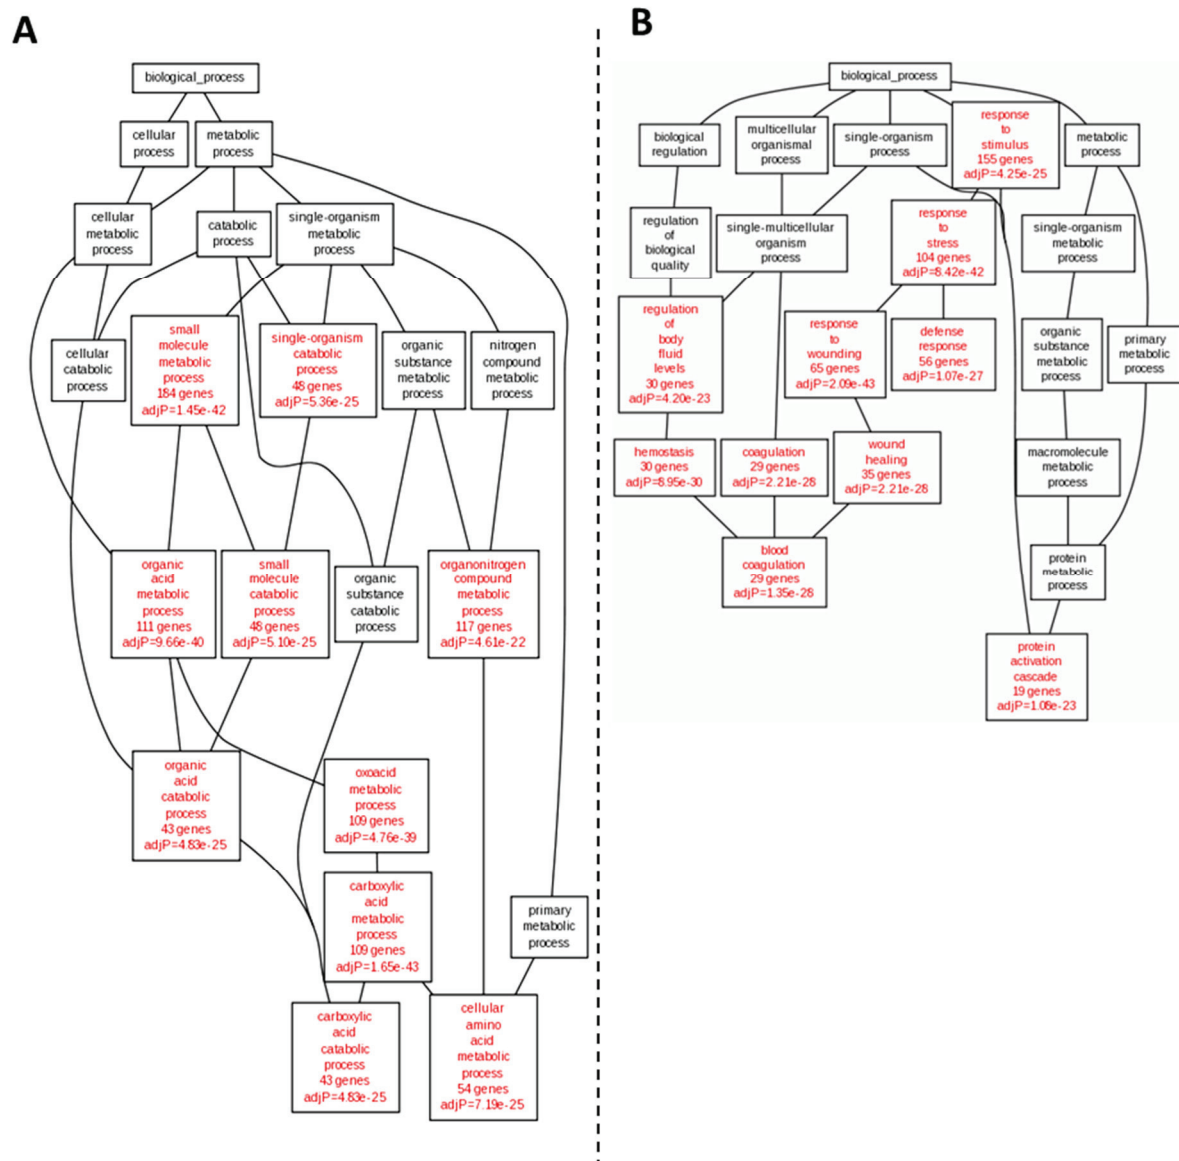 A
biological_process
cellular
process
metabolic
process
cellular
metabolic
process
catabolic
process
single-organism
metabolic
process
cellular
catabolic
process
small
molecule
metabolic
process
184 genes
adjP=1.45e-42
single-organism
catabolic
process
48 genes
adjP=5.36e-25
organic
substance
metabolic
process
nitrogen
compound
metabolic
process
organic
acid
metabolic
process
111 genes
adjP=9.66e-40
small
molecule
catabolic
process
48 genes
adjP=5.10e-25
organic
substance
catabolic
process
organonitrogen
compound
metabolic
process
117 genes
adjP=4.61e-22
organic
acid
catabolic
process
43 genes
adjP=4.83e-25
oxoacid
metabolic
process
109 genes
adjP=4.76e-39
carboxylic
acid
metabolic
process
109 genes
adjP=1.65e-43
primary
metabolic
process
carboxylic
acid
catabolic
process
43 genes
adjP=4.83e-25
cellular
amino
acid
metabolic
process
54 genes
adjP=7.19e-25
B
biological_process
biological
regulation
multicellular
organismal
process
single-organism
process
response
to
stimulus
155 genes
adjP=4.25e-25
metabolic
process
regulation
of
biological
quality
single-multicellular
organism
process
response
to
stress
104 genes
adjP=8.42e-42
single-organism
metabolic
process
regulation
of
body
fluid
levels
30 genes
adjP=4.20e-23
response
to
wounding
65 genes
adjP=2.09e-43
defense
response
56 genes
adjP=1.07e-27
organic
substance
metabolic
process
primary
metabolic
process
hemostasis
30 genes
adjP=8.95e-30
coagulation
29 genes
adjP=2.21e-28
wound
healing
35 genes
adjP=2.21e-28
macromolecule
metabolic
process
blood
coagulation
29 genes
adjP=1.35e-28
protein
metabolic
process
protein
activation
cascade
19 genes
adjP=1.08e-23